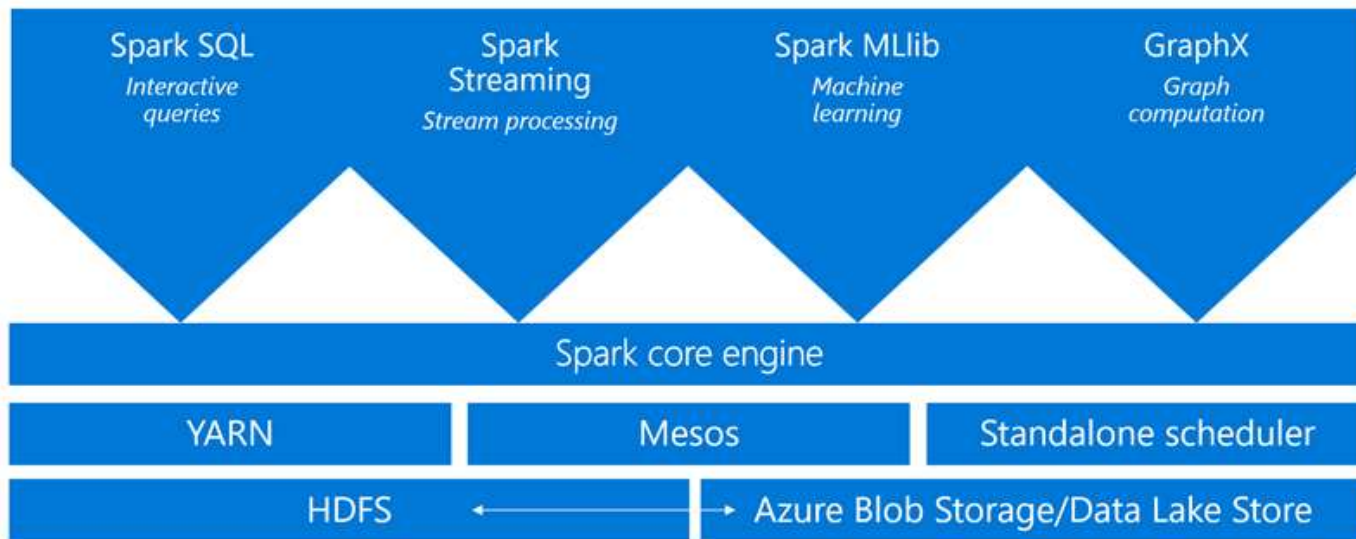 Spark SQL
Interactive
queries
Spark
Streaming
Stream processing
Spark MLlib
Machine
learning
GraphX
Graph
computation
Spark core engine
YARN
Mesos
Standalone scheduler
HDFS
Azure Blob Storage/Data Lake Store